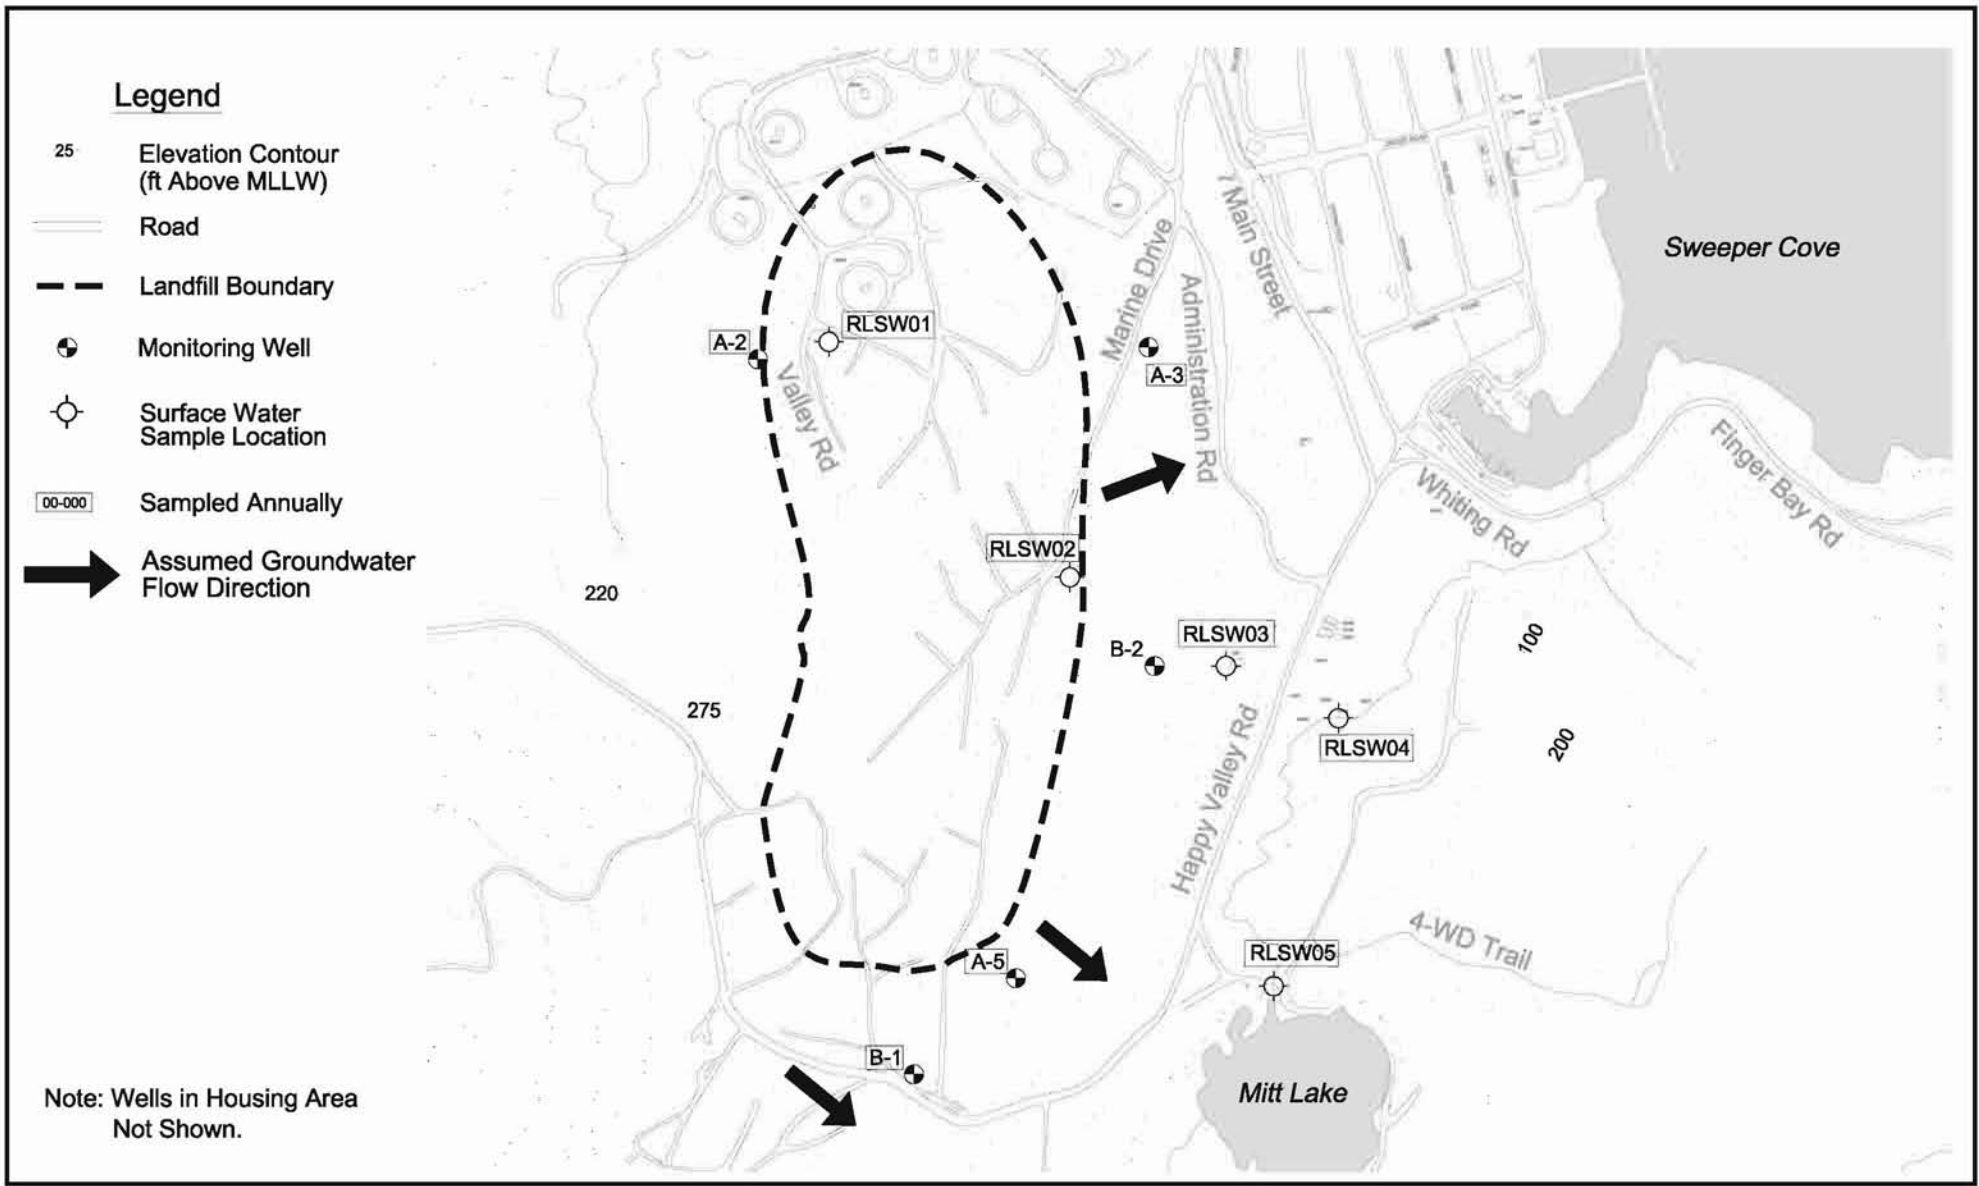 Legend
25
Elevation Contour
(ft Above MLLW)
Road
Landfill Boundary
Monitoring Well
Surface Water
Sample Location
00-000
Sampled Annually
Assumed Groundwater
Flow Direction
Note: Wells in Housing Area
Not Shown.
Sweeper Cove
Main Street
Marine Drive
Administration Rd
RLSW01
A-2
A-3
Valley Rd
Finger Bay Rd
Whiting Rd
RLSW02
220
RLSW03
B-2
100
275
RLSW04
200
Happy Valley Rd
4-WD Trail
RLSW05
A-5
B-1
Mitt Lake